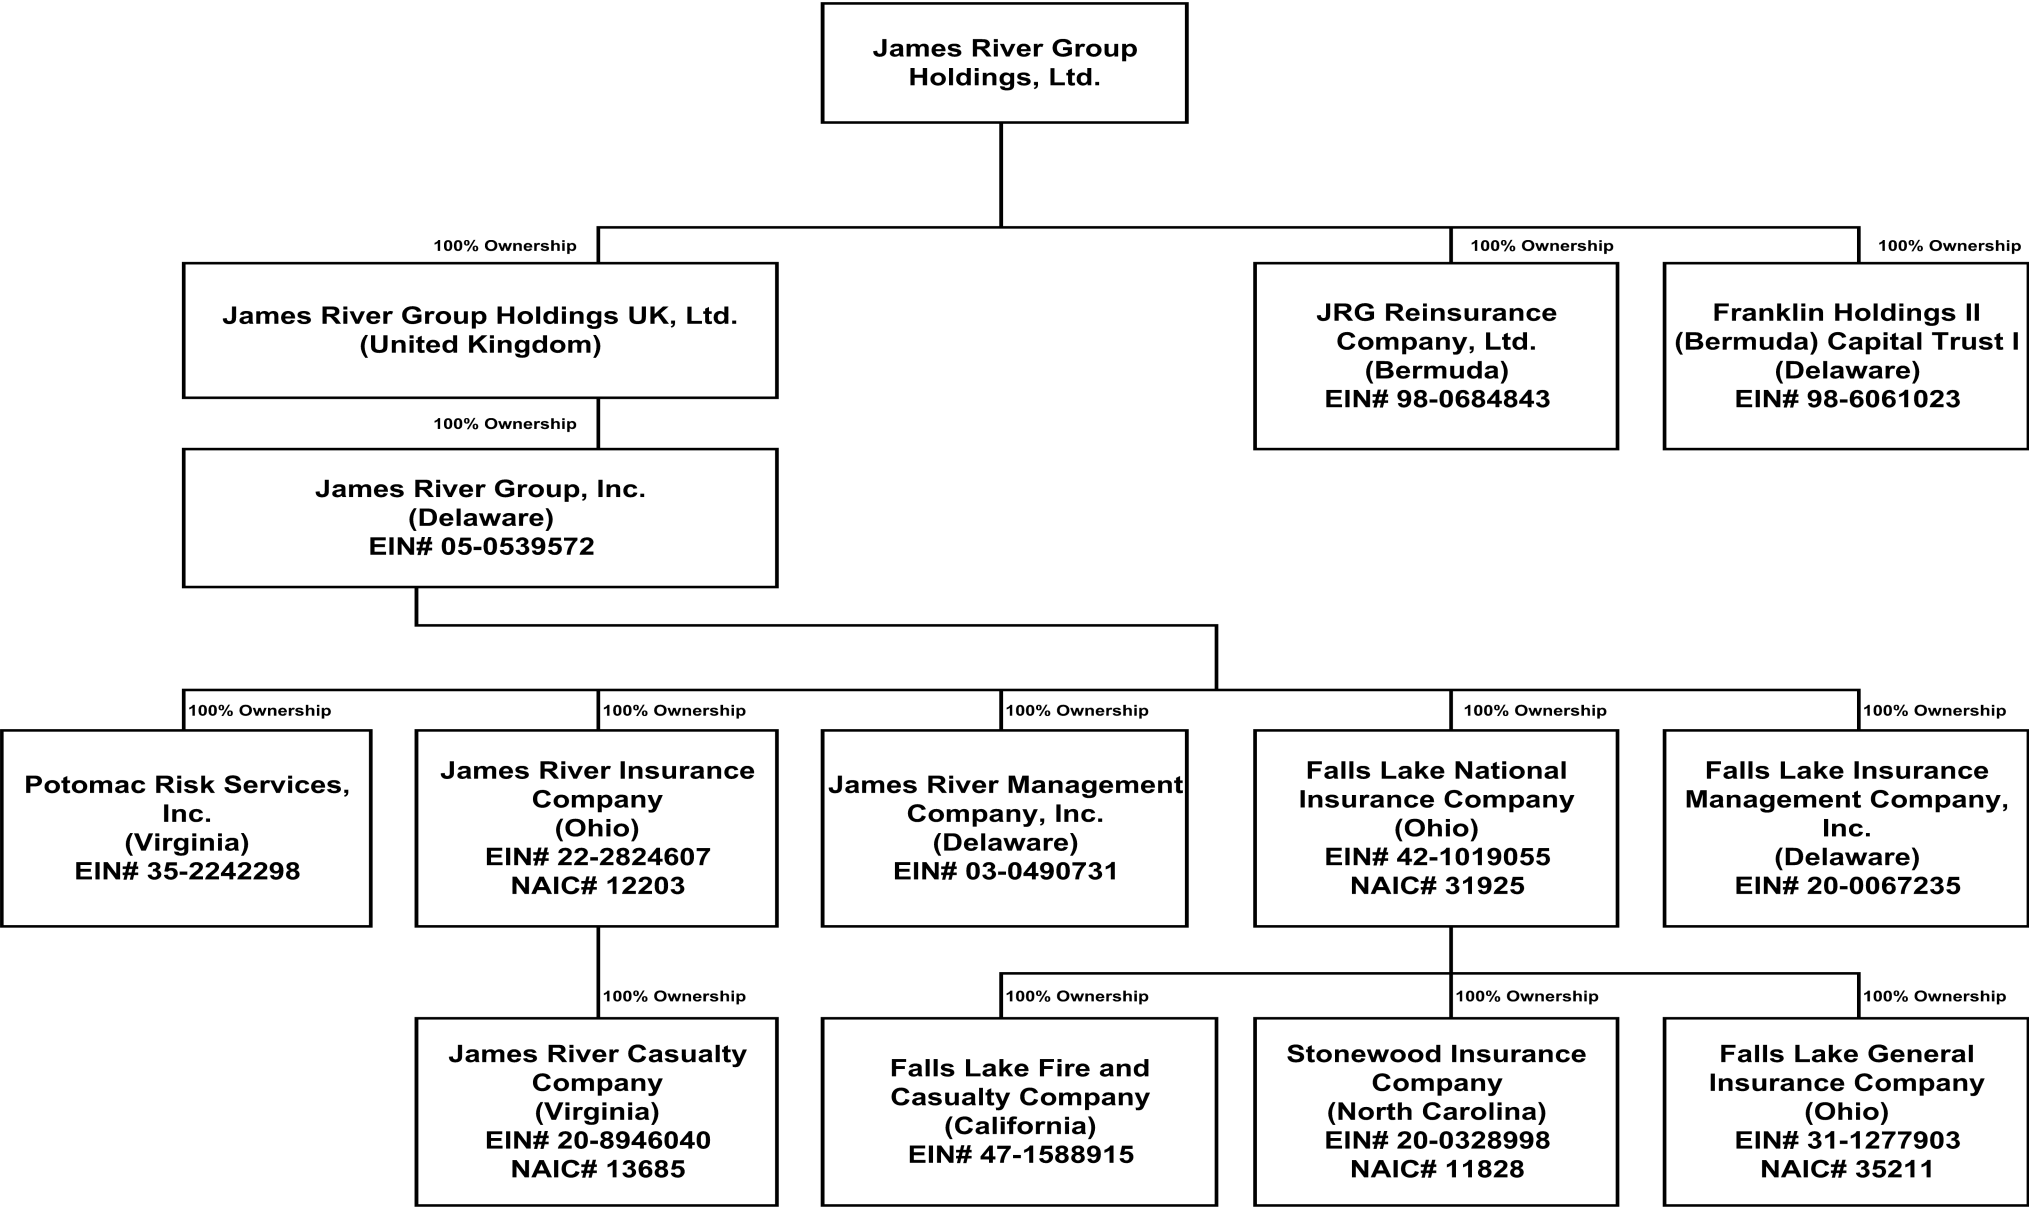 James River Group
Holdings, Ltd.
100% Ownership
100% Ownership
100% Ownership
James River Group Holdings UK, Ltd.
(United Kingdom)
JRG Reinsurance
Company, Ltd.
(Bermuda)
EIN# 98-0684843
Franklin Holdings II
(Bermuda) Capital Trust I
(Delaware)
EIN# 98-6061023
100% Ownership
James River Group, Inc.
(Delaware)
EIN# 05-0539572
100% Ownership
100% Ownership
100% Ownership
100% Ownership
100% Ownership
Potomac Risk Services,
Inc.
(Virginia)
EIN# 35-2242298
James River Insurance
Company
(Ohio)
EIN# 22-2824607
NAIC# 12203
James River Management
Company, Inc.
(Delaware)
EIN# 03-0490731
Falls Lake National
Insurance Company
(Ohio)
EIN# 42-1019055
NAIC# 31925
Falls Lake Insurance
Management Company,
Inc.
(Delaware)
EIN# 20-0067235
100% Ownership
100% Ownership
100% Ownership
100% Ownership
James River Casualty
Company
(Virginia)
EIN# 20-8946040
NAIC# 13685
Falls Lake Fire and
Casualty Company
(California)
EIN# 47-1588915
Stonewood Insurance
Company
(North Carolina)
EIN# 20-0328998
NAIC# 11828
Falls Lake General
Insurance Company
(Ohio)
EIN# 31-1277903
NAIC# 35211